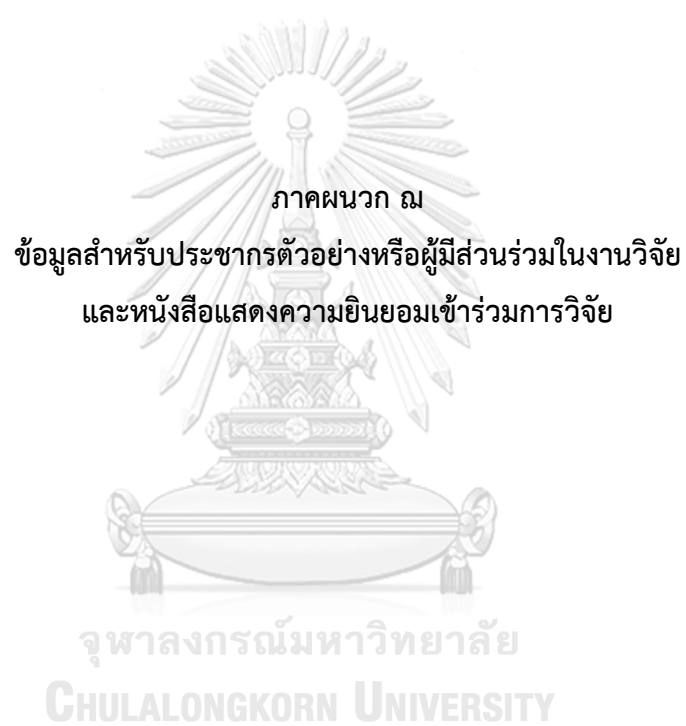 ภาคผนวก ฌ
ข้อมูลสำหรับประชากรตัวอย่างหรือผู้มีส่วนร่วมในงานวิจัย
และหนังสือแสดงความยินยอมเข้าร่วมการวิจัย
จุฬาลงกรณ์มหาวิทยาลัย
CHULALONGKORN UNIVERSITY